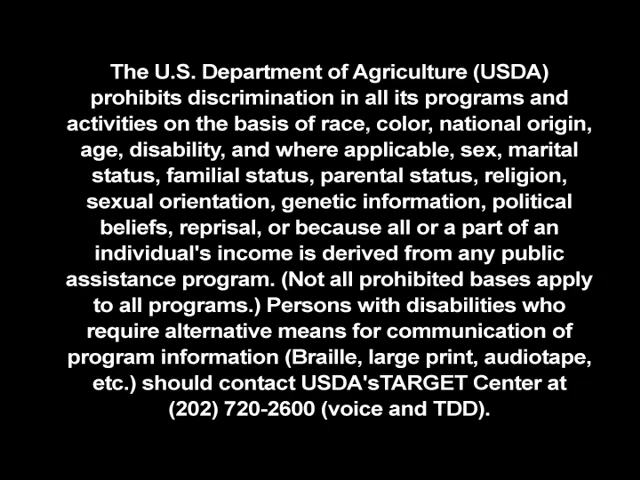 The U.S. Department of Agriculture (USDA)
prohibits discrimination in all its programs and
activities on the basis of race, color, national origin,
age, disability, and where applicable, sex, marital
status, familial status, parental status, religion,
sexual orientation, genetic information, political
beliefs, reprisal, or because all or a part of an
individual's income is derived from any public
assistance program. (Not all prohibited bases apply
to all programs.) Persons with disabilities who
require alternative means for communication of
program information (Braille, large print, audiotape,
etc.) should contact USDA'sTARGET Center at
(202) 720-2600 (voice and TDD).